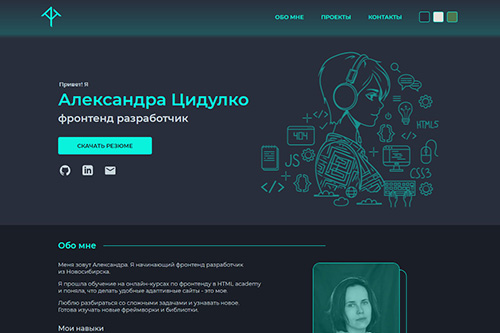 ОБО МНЕ ПРОЕКТЫ КОНТАКТЫ
Привет! Я
Александра Цидулко
фронтенд разработчик
СКАЧАТЬ РЕЗЮМЕ
404
HTML5
JS
CSS3
Обо мне
Меня зовут Александра. Я начинающий фронтенд разработчик
из Новосибирска.
Я прошла обучение на онлайн-курсах по фронтенду в HTML academy
и поняла, что делать удобные адаптивные сайты - это мое.
Люблю разбираться со сложными задачами и узнавать новое.
Готова изучать новые фреймворки и библиотки.
Мои навыки